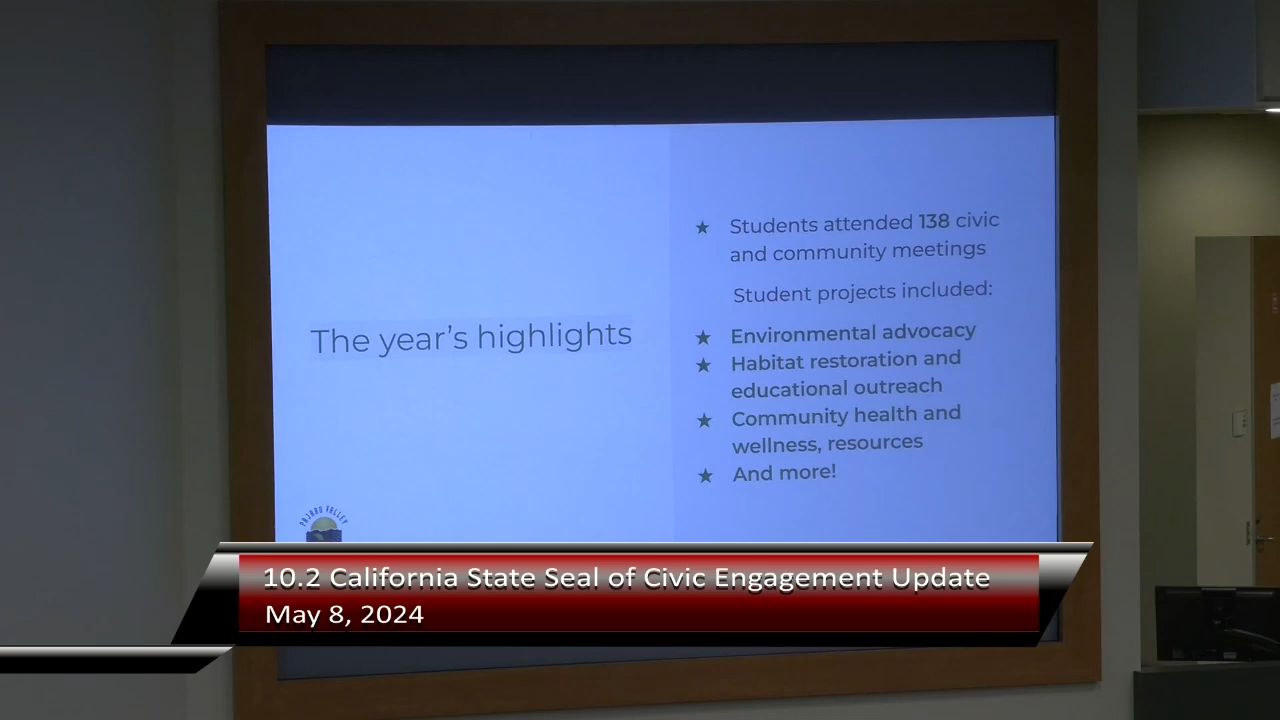 The year's highlights
★ Students attended 138 civic
and community meetings
Student projects included:
★ Environmental advocacy
★ Habitat restoration and
educational outreach
★ Community health and
wellness, resources
★ And more!
PAJARO VALLEY
10.2 California State Seal of Civic Engagement Update
May 8, 2024